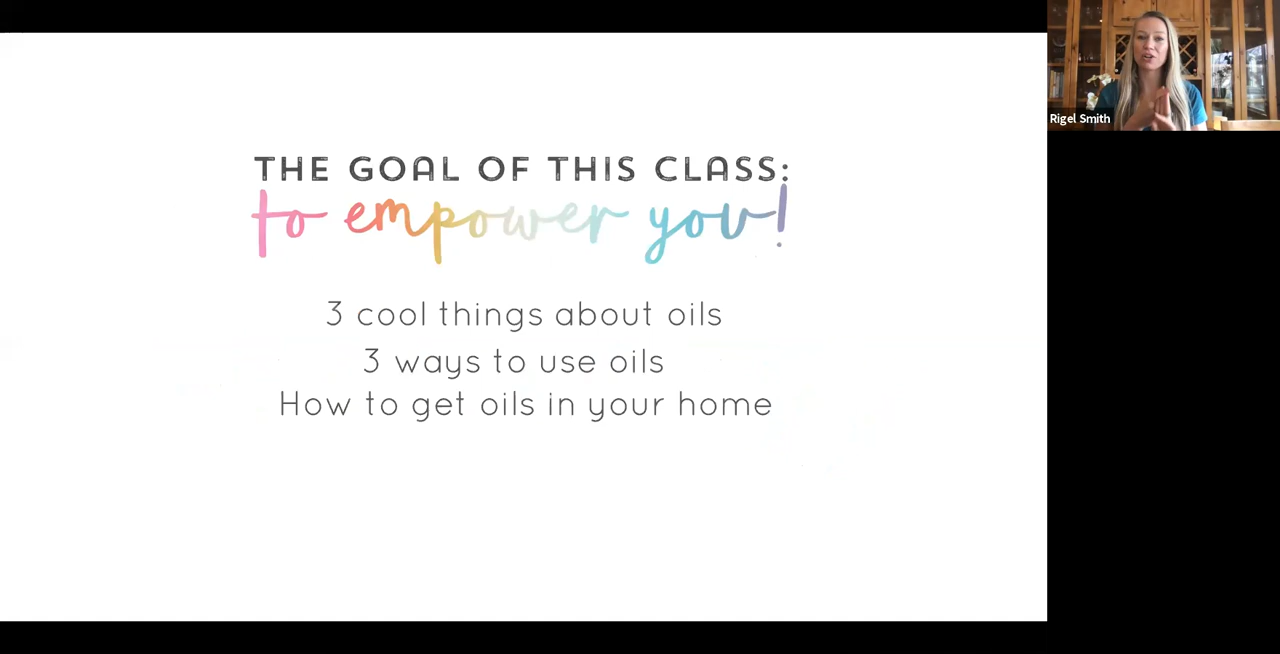 THE GOAL OF THIS CLASS:
to empower you!
3 cool things about oils
3 ways to use oils
How to get oils in your home
Rigel Smith